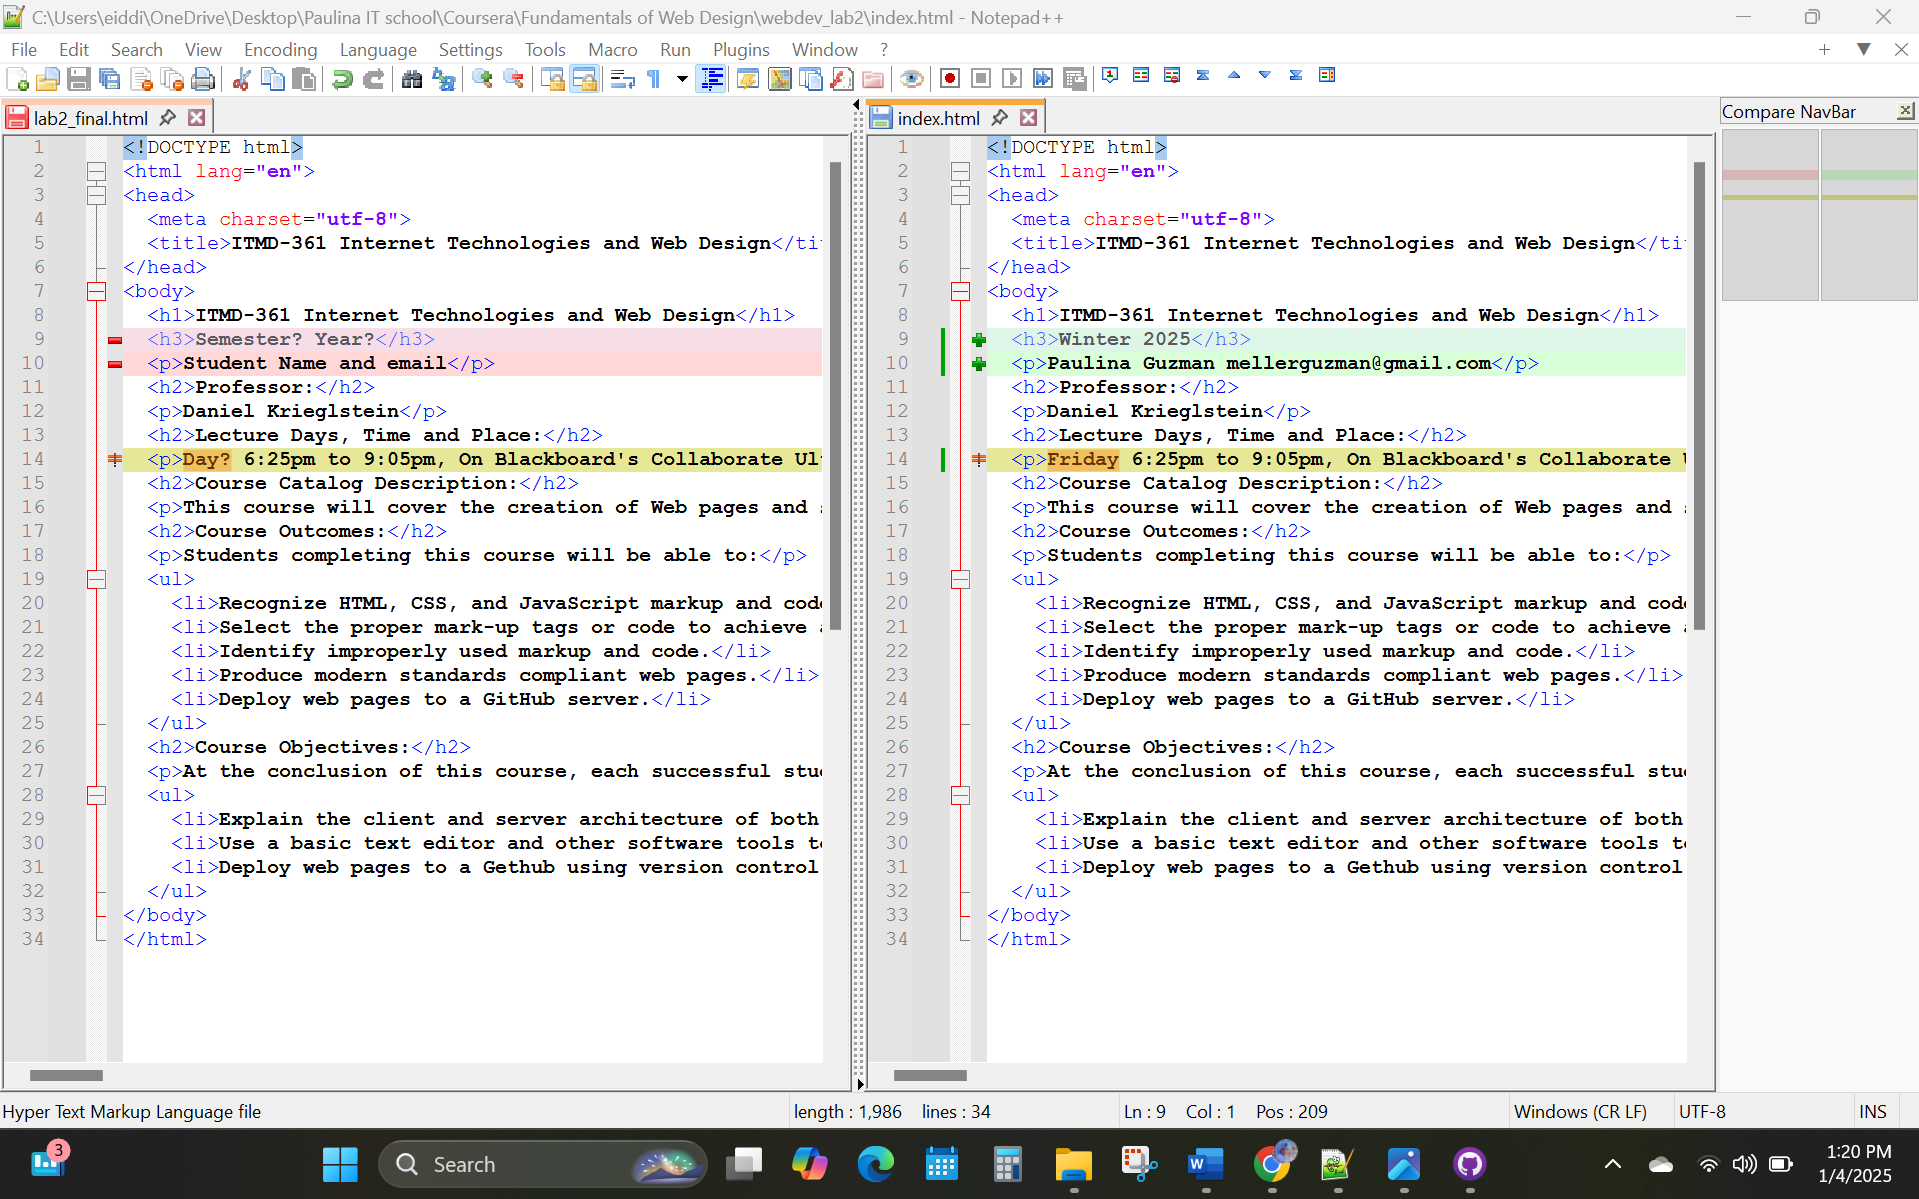 C:\Users\eiddi\OneDrive\Desktop\Paulina IT school\Coursera\Fundamentals of Web Design\webdev_lab2\index.html - Notepad++
File Edit Search View Encoding Language Settings Tools Macro Run Plugins Window ?
lab2_final.html
1 <!DOCTYPE html>
2 <html lang="en">
3 <head>
4 <meta charset="utf-8">
5 <title>ITMD-361 Internet Technologies and Web Design</ti
6 </head>
7 <body>
8 <h1>ITMD-361 Internet Technologies and Web Design</h1>
9 <h3>Semester? Year?</h3>
10 <p>Student Name and email</p>
11 <h2>Professor:</h2>
12 <p>Daniel Krieglstein</p>
13 <h2>Lecture Days, Time and Place:</h2>
14 <p>Day? 6:25pm to 9:05pm, On Blackboard's Collaborate Ul
15 <h2>Course Catalog Description:</h2>
16 <p>This course will cover the creation of Web pages and
17 <h2>Course Outcomes:</h2>
18 <p>Students completing this course will be able to:</p>
19 <ul>
20 <li>Recognize HTML, CSS, and JavaScript markup and code
21 <li>Select the proper mark-up tags or code to achieve
22 <li>Identify improperly used markup and code.</li>
23 <li>Produce modern standards compliant web pages.</li>
24 <li>Deploy web pages to a GitHub server.</li>
25 </ul>
26 <h2>Course Objectives:</h2>
27 <p>At the conclusion of this course, each successful stu
28 <ul>
29 <li>Explain the client and server architecture of both
30 <li>Use a basic text editor and other software tools t
31 <li>Deploy web pages to a Gethub using version control
32 </ul>
33 </body>
34 </html>
index.html
1 <!DOCTYPE html>
2 <html lang="en">
3 <head>
4 <meta charset="utf-8">
5 <title>ITMD-361 Internet Technologies and Web Design</ti
6 </head>
7 <body>
8 <h1>ITMD-361 Internet Technologies and Web Design</h1>
9 <h3>Winter 2025</h3>
10 <p>Paulina Guzman mellerguzman@gmail.com</p>
11 <h2>Professor:</h2>
12 <p>Daniel Krieglstein</p>
13 <h2>Lecture Days, Time and Place:</h2>
14 <p>Friday 6:25pm to 9:05pm, On Blackboard's Collaborate
15 <h2>Course Catalog Description:</h2>
16 <p>This course will cover the creation of Web pages and
17 <h2>Course Outcomes:</h2>
18 <p>Students completing this course will be able to:</p>
19 <ul>
20 <li>Recognize HTML, CSS, and JavaScript markup and code
21 <li>Select the proper mark-up tags or code to achieve
22 <li>Identify improperly used markup and code.</li>
23 <li>Produce modern standards compliant web pages.</li>
24 <li>Deploy web pages to a GitHub server.</li>
25 </ul>
26 <h2>Course Objectives:</h2>
27 <p>At the conclusion of this course, each successful stu
28 <ul>
29 <li>Explain the client and server architecture of both
30 <li>Use a basic text editor and other software tools t
31 <li>Deploy web pages to a Gethub using version control
32 </ul>
33 </body>
34 </html>
Compare NavBar
Hyper Text Markup Language file length : 1,986 lines : 34 Ln : 9 Col : 1 Pos : 209 Windows (CR LF) UTF-8 INS
3
Search
1:20 PM
1/4/2025